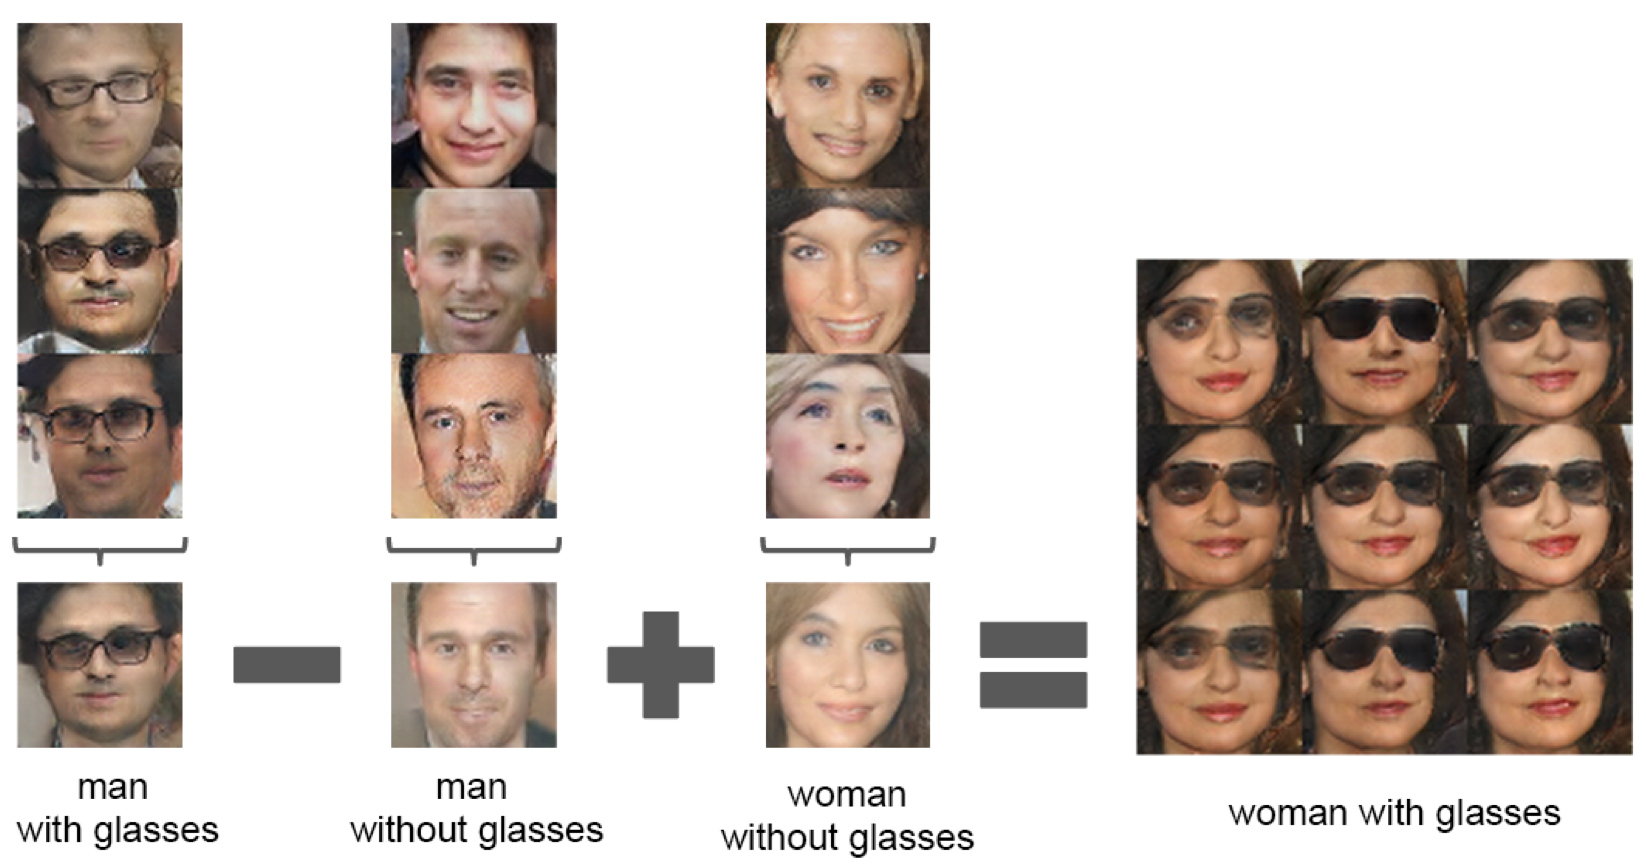 man
with glasses
man
without glasses
woman
without glasses
woman with glasses